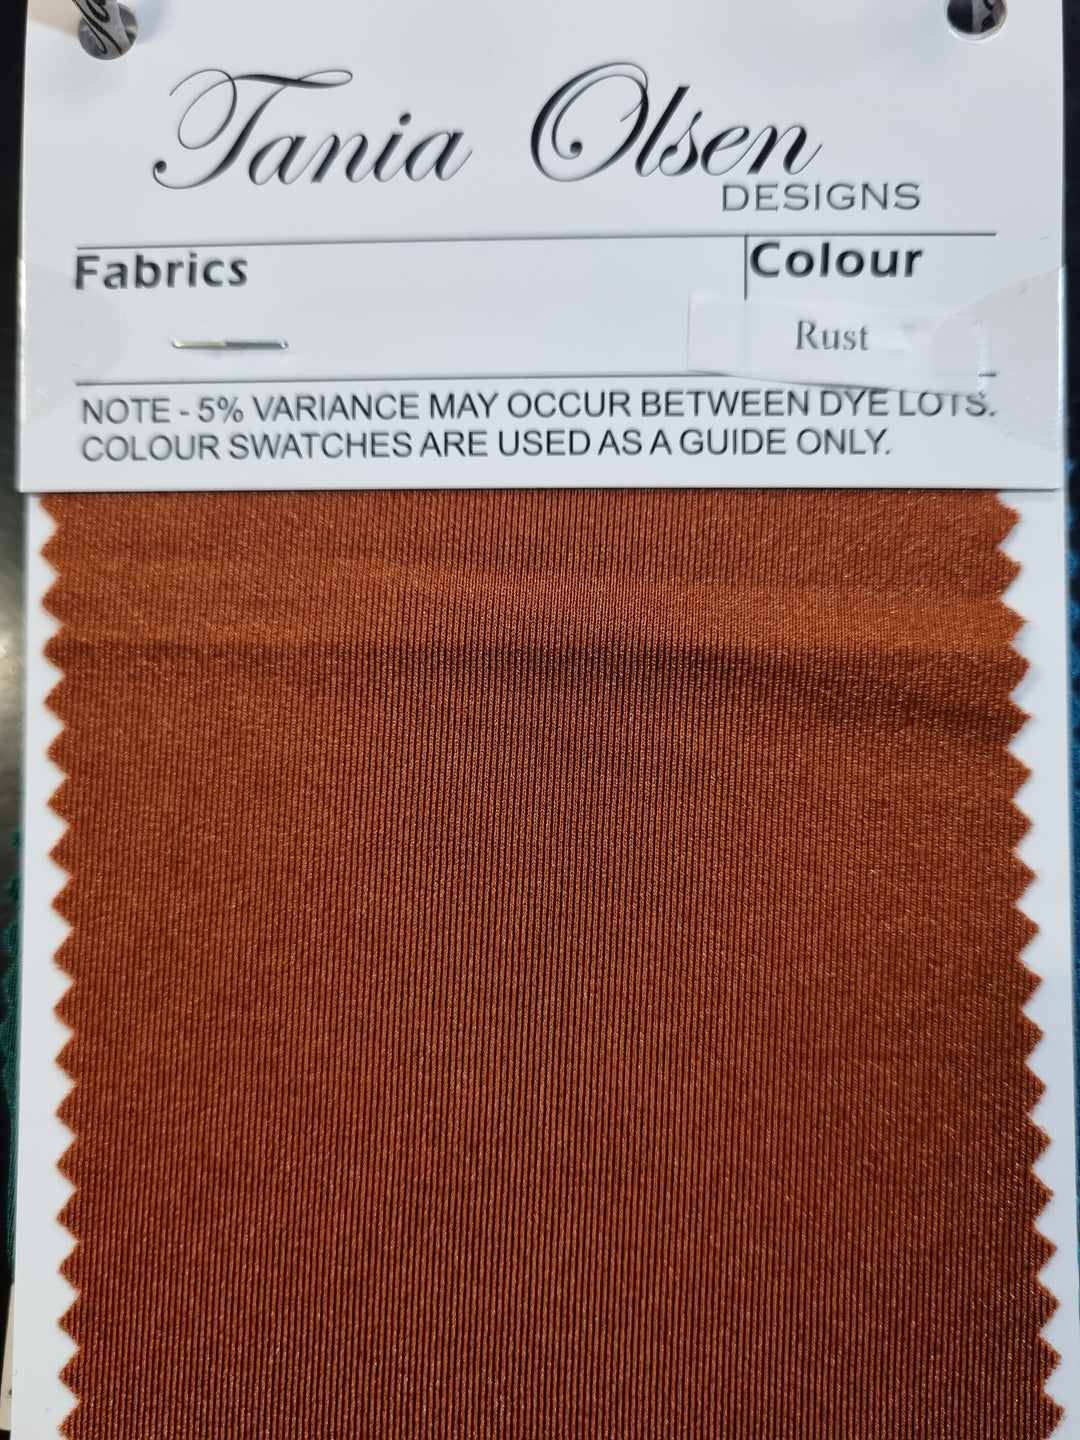 Tania Olsen
DESIGNS
Fabrics
Colour
Rust
NOTE - 5% VARIANCE MAY OCCUR BETWEEN DYE LOTS.
COLOUR SWATCHES ARE USED AS A GUIDE ONLY.